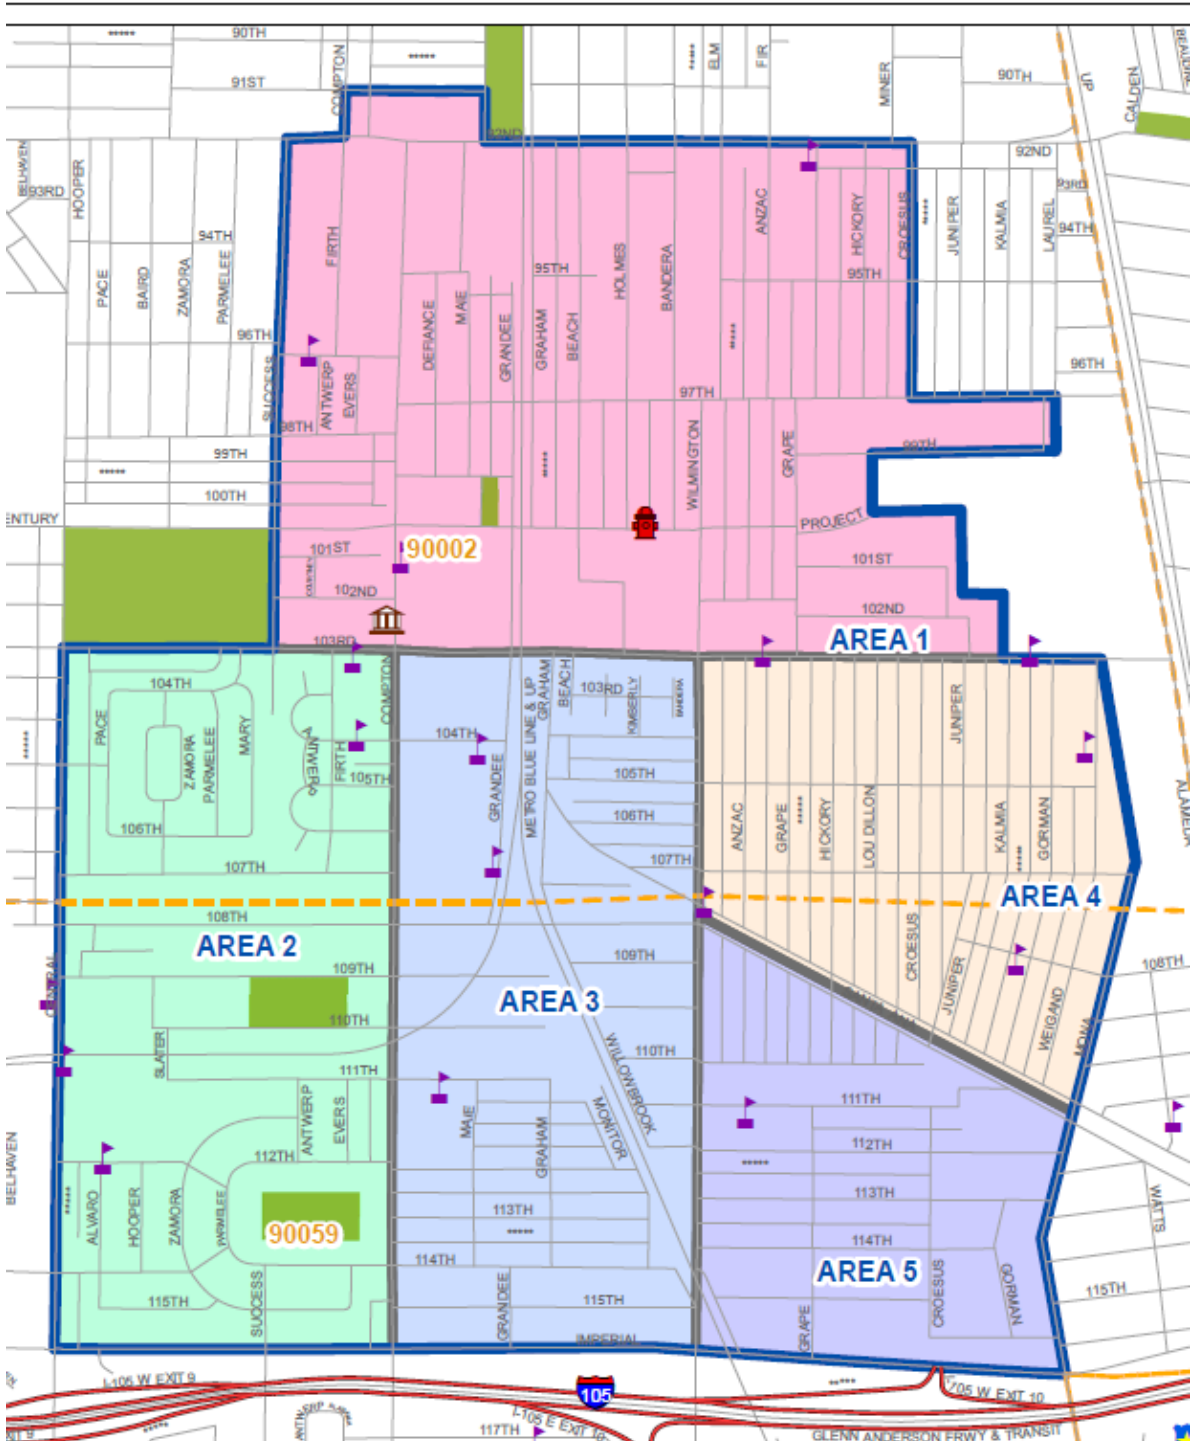 *****
90TH
COMPTON
*****
*****
ELM
FIR
MINER
90TH
UP
CALDEN
91ST
92ND
92ND
BELHAVEN
93RD
HOOPER
93RD
94TH
94TH
FIRTH
ANZAC
HICKORY
CROESUS
*****
JUNIPER
KALMIA
LAUREL
PACE
BAIRD
ZAMORA
PARMELEE
95TH
HOLMES
BANDERA
95TH
DEFIANCE
MAIE
GRANDEE
GRAHAM
BEACH
*****
96TH
96TH
SUCCESS
ANTWERP
EVERS
97TH
98TH
99TH
99TH
*****
*****
WILMINGTON
GRAPE
100TH
ENTURY
PROJECT
101ST
90002
101ST
102ND
102ND
103RD
AREA 1
COMPTON
METRO BLUE LINE & UP
GRAHAM
BEACH
103RD
KIMBERLY
BANDERA
JUNIPER
104TH
PACE
ZAMORA
PARMELEE
MARY
ANTWERP
FIRTH
104TH
*****
105TH
GRANDEE
105TH
ALAMEDA
106TH
106TH
ANZAC
GRAPE
*****
HICKORY
LOU DILLON
KALMIA
*****
GORMAN
107TH
107TH
AREA 4
108TH
AREA 2
CROESUS
JUNIPER
108TH
109TH
109TH
CENTRAL
AREA 3
WEIGAND
MONA
110TH
SLATER
WILLOWBROOK
110TH
111TH
ANTWERP
EVERS
MAIE
GRAHAM
MONITOR
111TH
112TH
112TH
*****
BELHAVEN
*****
ALVARO
HOOPER
ZAMORA
PARMELEE
113TH
*****
113TH
WATTS
90059
114TH
114TH
AREA 5
SUCCESS
GRANDEE
CROESUS
GORMAN
115TH
115TH
115TH
GRAPE
IMPERIAL
I-105 W EXIT 9
105
*****
I-105 W EXIT 10
*****
I-105 E EXIT 10
117TH
GLENN ANDERSON FRWY & TRANSIT